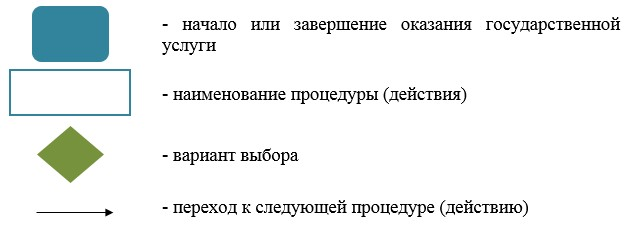 - начало или завершение оказания государственной
услуги
- наименование процедуры (действия)
- вариант выбора
- переход к следующей процедуре (действию)